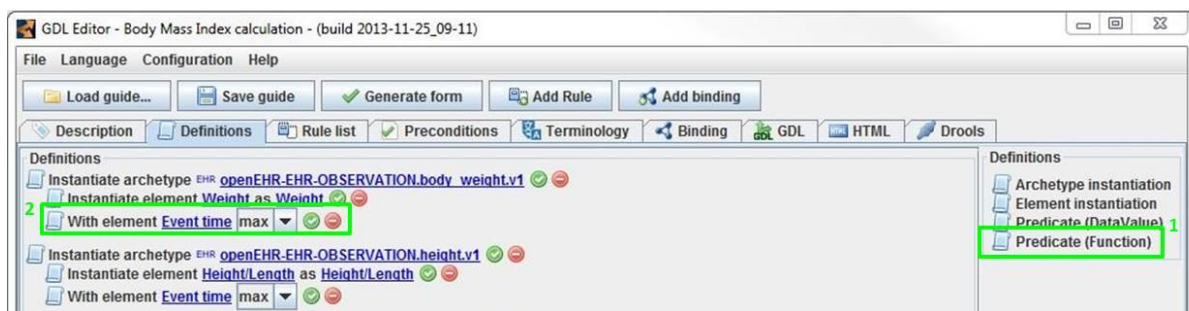 GDL Editor - Body Mass Index calculation - (build 2013-11-25_09-11)
File Language Configuration Help
Load guide... Save guide Generate form Add Rule Add binding
Description Definitions Rule list Preconditions Terminology Binding GDL HTML Drools
Definitions
Instantiate archetype EHR openEHR-EHR-OBSERVATION.body_weight.v1
Instantiate element Weight as Weight
2 With element Event time max
Instantiate archetype EHR openEHR-EHR-OBSERVATION.height.v1
Instantiate element Height/Length as Height/Length
With element Event time max
Definitions
Archetype instantiation
Element instantiation
Predicate (DataValue) 1
Predicate (Function)